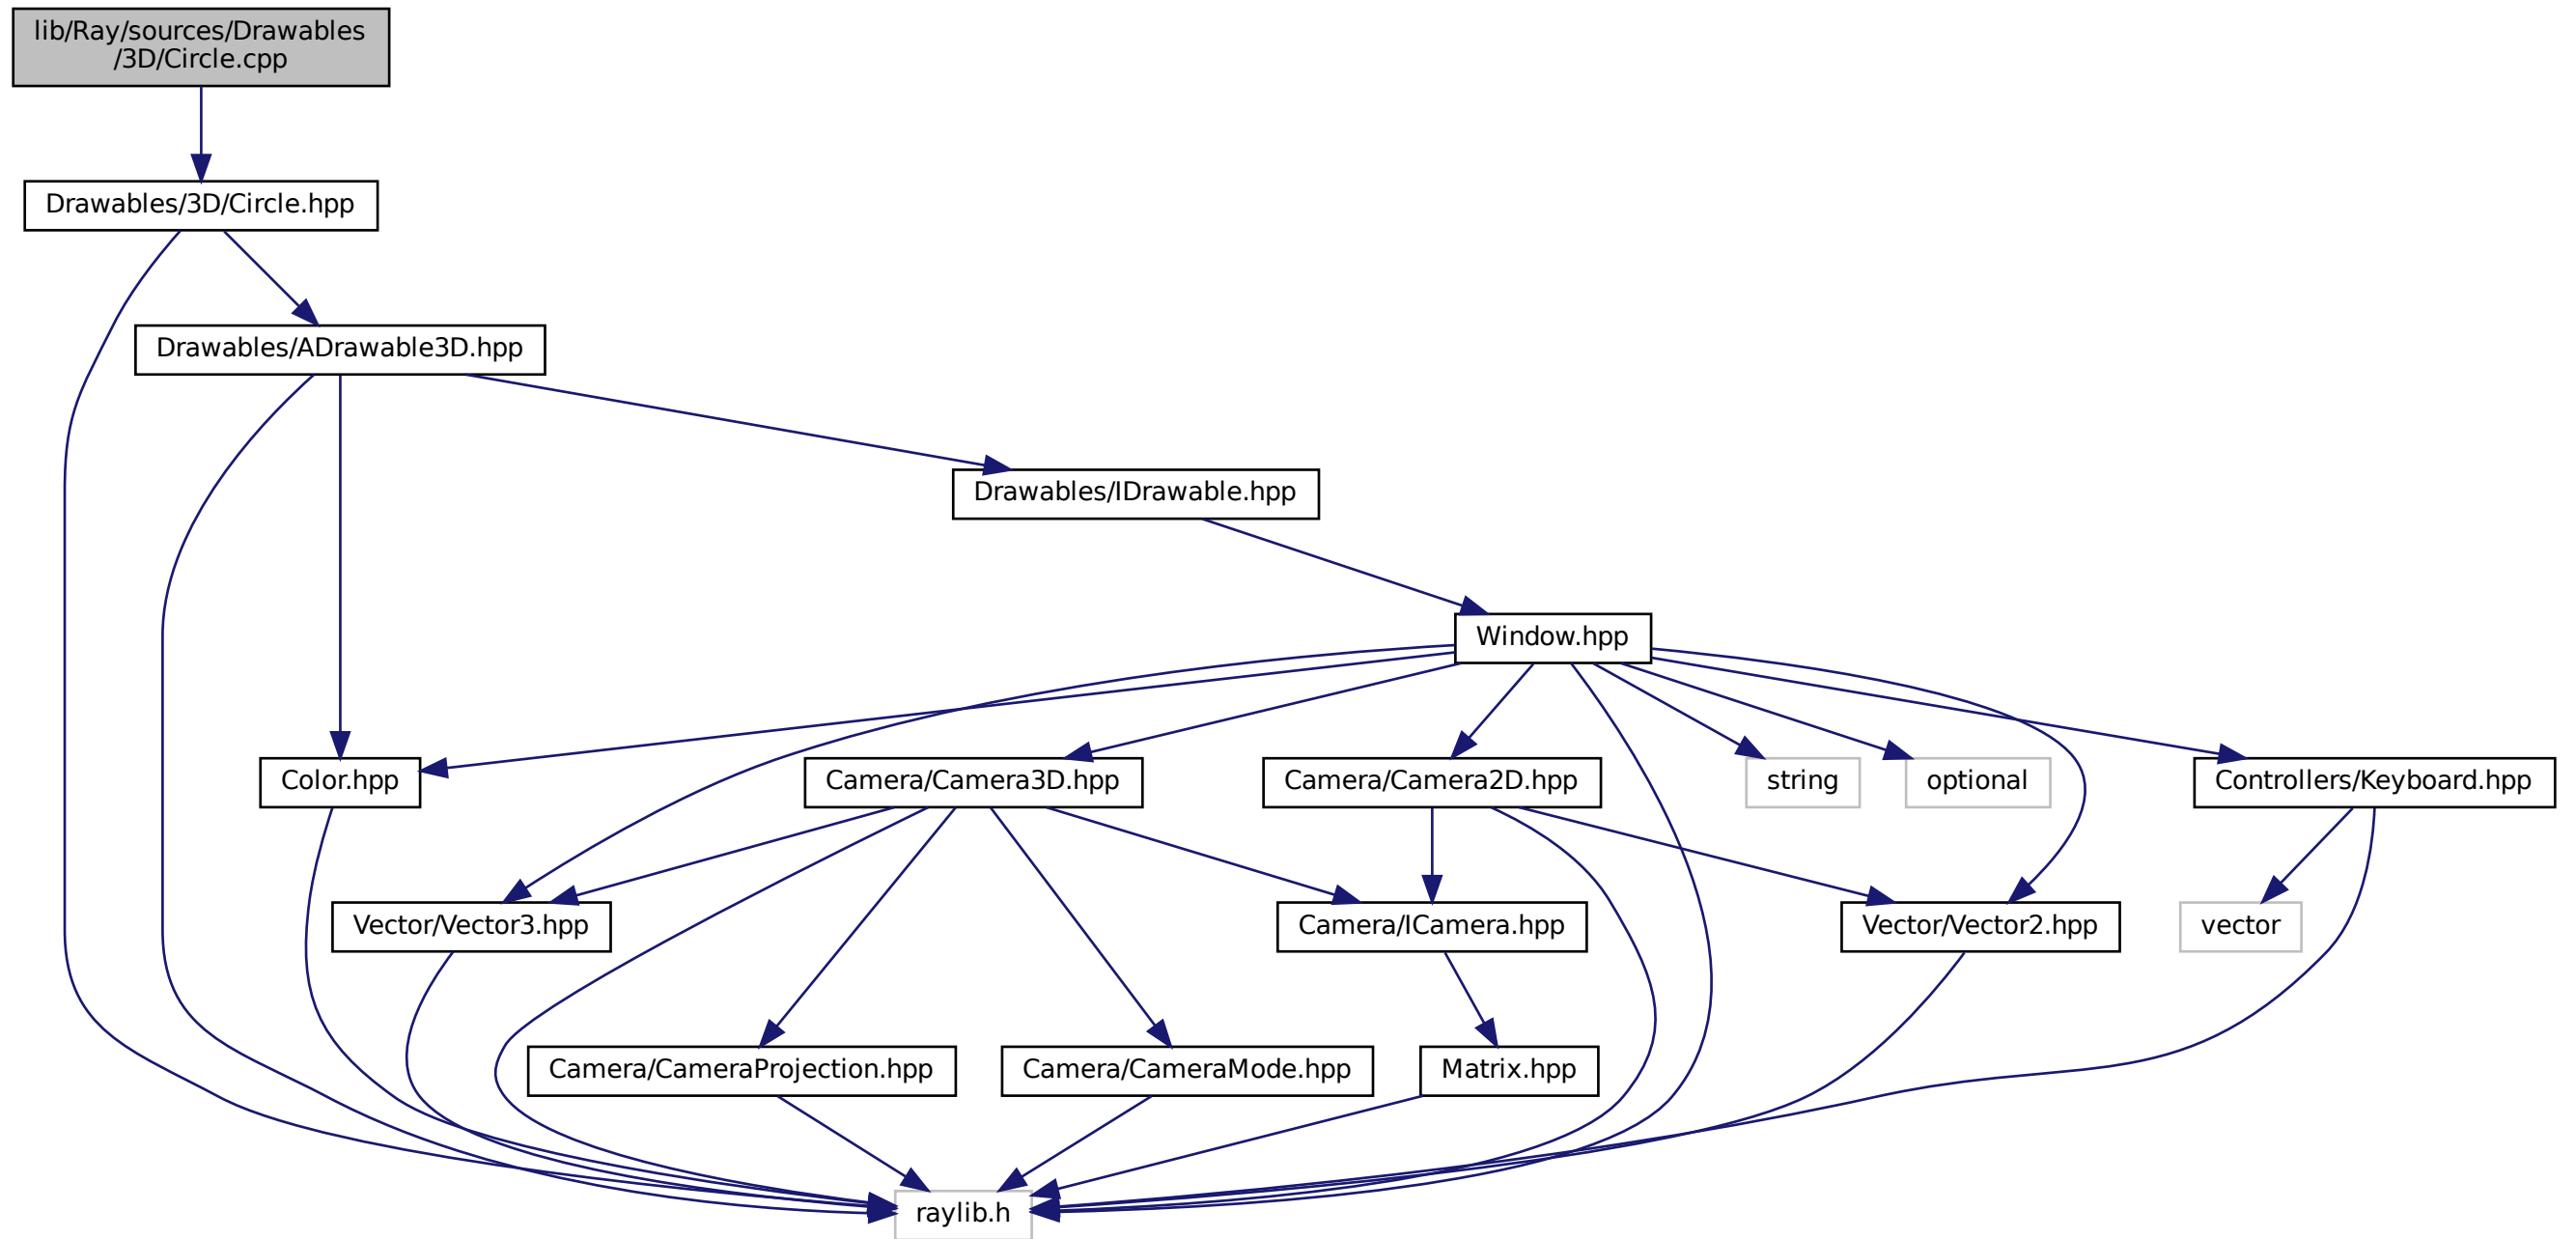 lib/Ray/sources/Drawables
/3D/Circle.cpp
Drawables/3D/Circle.hpp
Drawables/ADrawable3D.hpp
Drawables/IDrawable.hpp
Window.hpp
Color.hpp
Camera/Camera3D.hpp
Camera/Camera2D.hpp
string
optional
Controllers/Keyboard.hpp
Vector/Vector3.hpp
Camera/ICamera.hpp
Vector/Vector2.hpp
vector
Camera/CameraProjection.hpp
Camera/CameraMode.hpp
Matrix.hpp
raylib.h